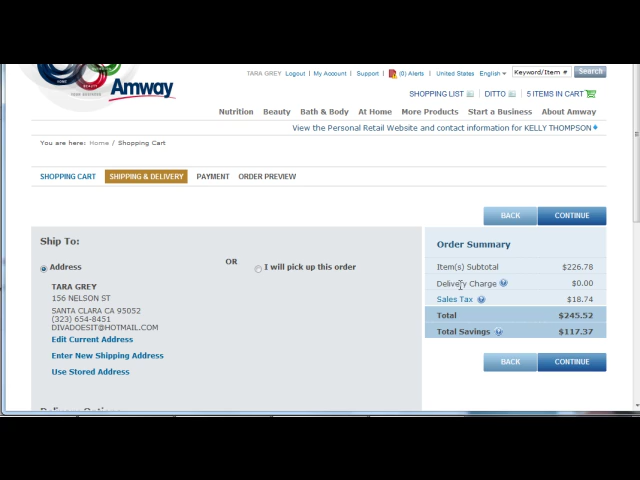 TARA GREY Logout | My Account | Support | (0) Alerts | United States English Keyword/Item # Search
Amway
SHOPPING LIST | DITTO | 5 ITEMS IN CART
Nutrition Beauty Bath & Body At Home More Products Start a Business About Amway
View the Personal Retail Website and contact information for KELLY THOMPSON
You are here: Home / Shopping Cart
SHOPPING CART SHIPPING & DELIVERY PAYMENT ORDER PREVIEW
BACK CONTINUE
Ship To:
Address OR I will pick up this order
TARA GREY
156 NELSON ST
SANTA CLARA CA 95052
(323) 654-8451
DIVADOESIT@HOTMAIL.COM
Edit Current Address
Enter New Shipping Address
Use Stored Address
Order Summary
Item(s) Subtotal $226.78
Delivery Charge $0.00
Sales Tax $18.74
Total $245.52
Total Savings $117.37
BACK CONTINUE